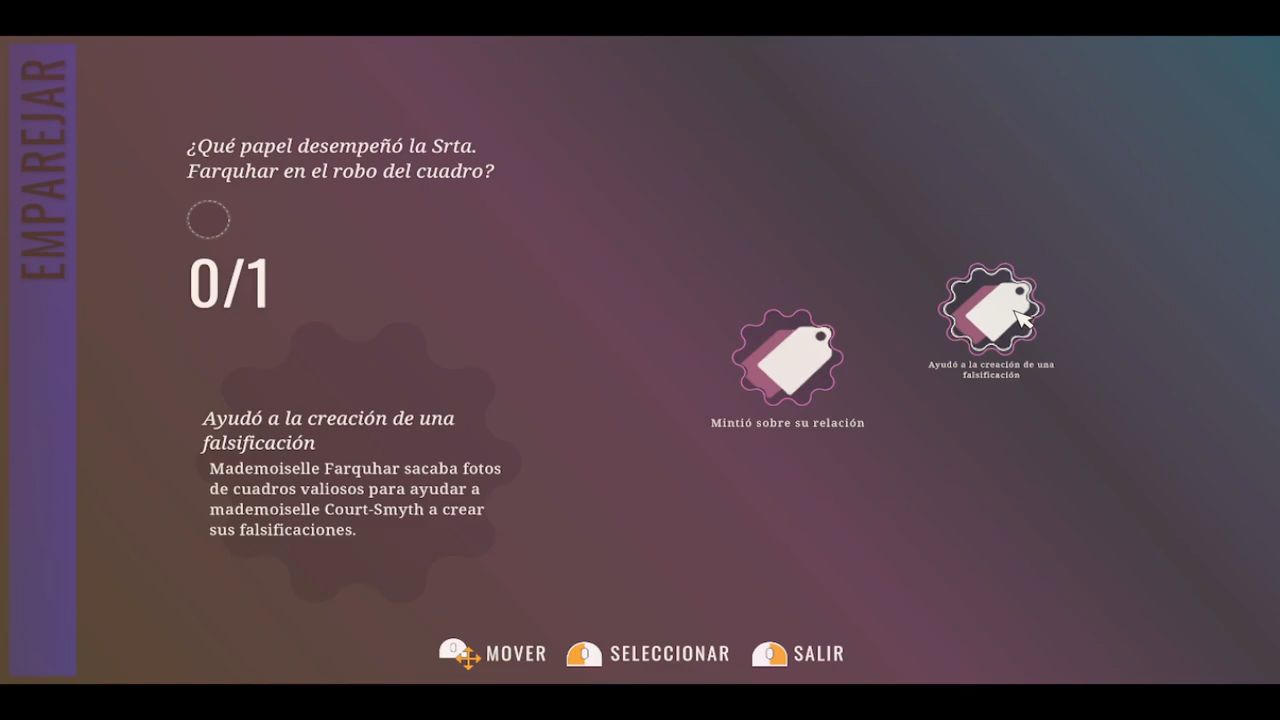 EMPAREJAR
¿Qué papel desempeñó la Srta.
Farquhar en el robo del cuadro?
0/1
Ayudó a la creación de una
falsificación
Mademoiselle Farquhar sacaba fotos
de cuadros valiosos para ayudar a
mademoiselle Court-Smyth a crear
sus falsificaciones.
Mintió sobre su relación
Ayudó a la creación de una
falsificación
MOVER SELECCIONAR SALIR